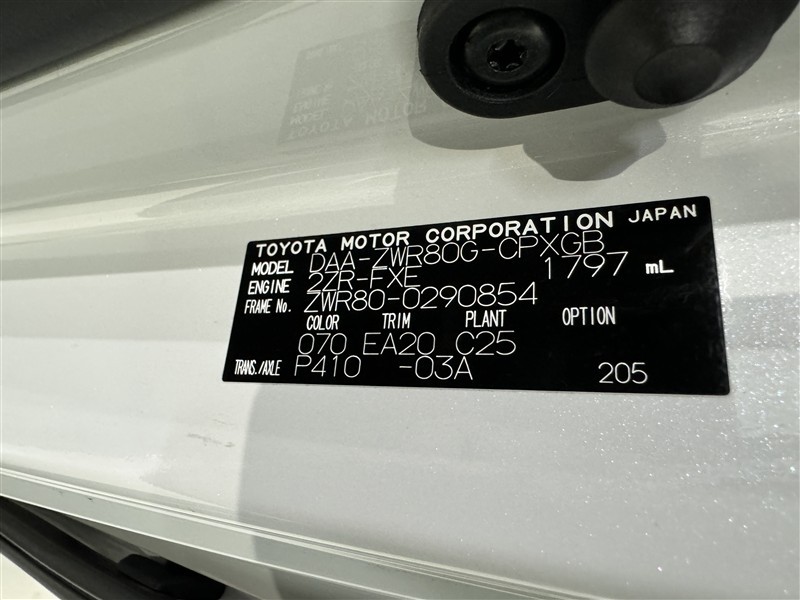 TOYOTA MOTOR CORPORATION JAPAN
MODEL DAA-ZWR80G-CPXGB
ENGINE 2ZR-FXE 1797 mL
FRAME No. ZWR80-0290854
COLOR TRIM PLANT OPTION
070 EA20 C25
TRANS./AXLE P410 -03A 205